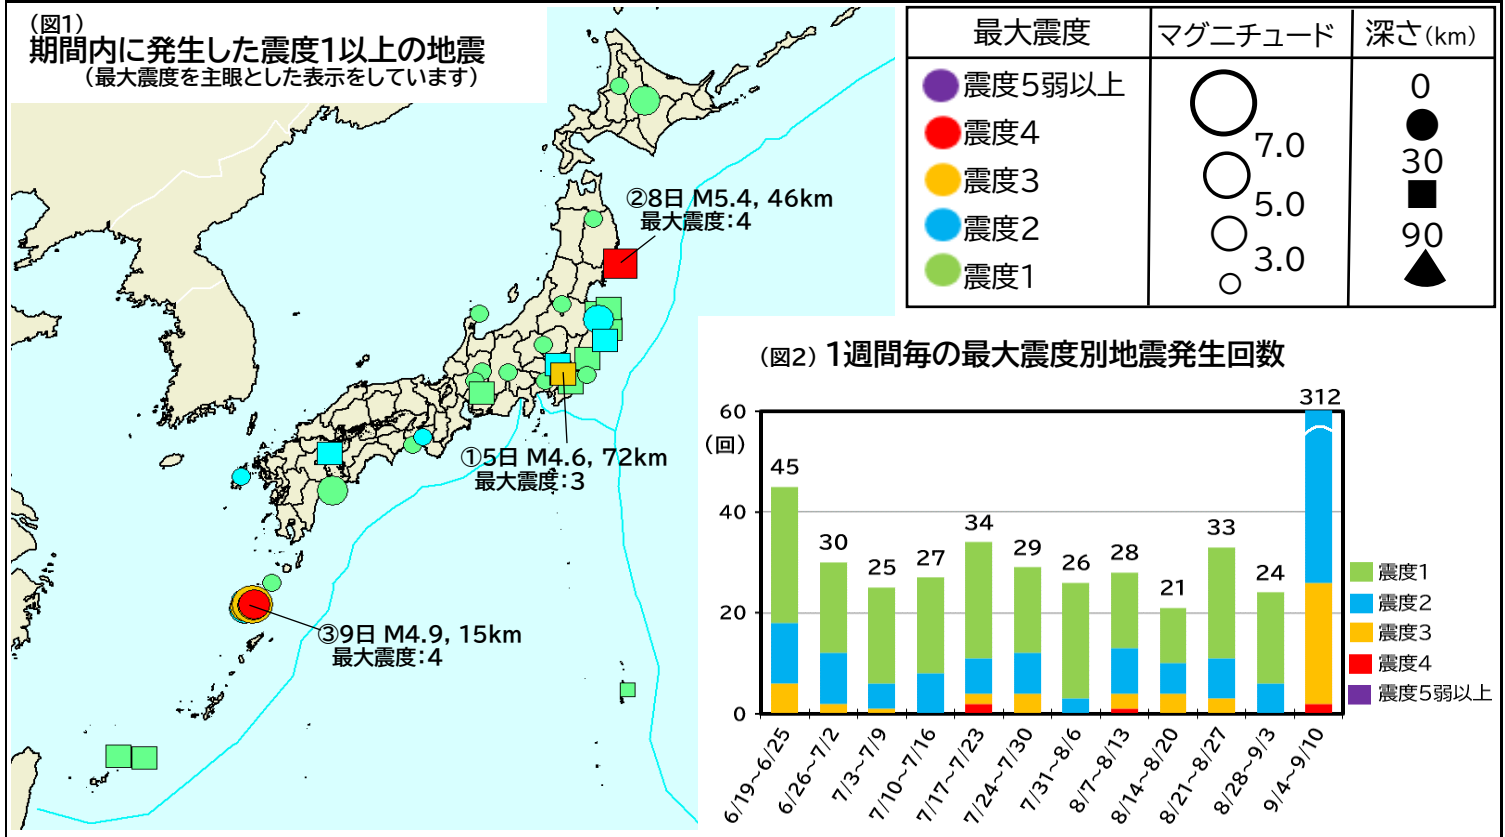 (図1)
期間内に発生した震度1以上の地震
(最大震度を主眼とした表示をしています)
②8日 M5.4, 46km
最大震度:4
①5日 M4.6, 72km
最大震度:3
③9日 M4.9, 15km
最大震度:4
最大震度 マグニチュード 深さ(km)
震度5弱以上
震度4
震度3
震度2
震度1
7.0
5.0
3.0
0
30
90
(図2) 1週間毎の最大震度別地震発生回数
(回)
60
40
20
0
45
30
25
27
34
29
26
28
21
33
24
312
6/19~6/25
6/26~7/2
7/3~7/9
7/10~7/16
7/17~7/23
7/24~7/30
7/31~8/6
8/7~8/13
8/14~8/20
8/21~8/27
8/28~9/3
9/4~9/10
震度1
震度2
震度3
震度4
震度5弱以上